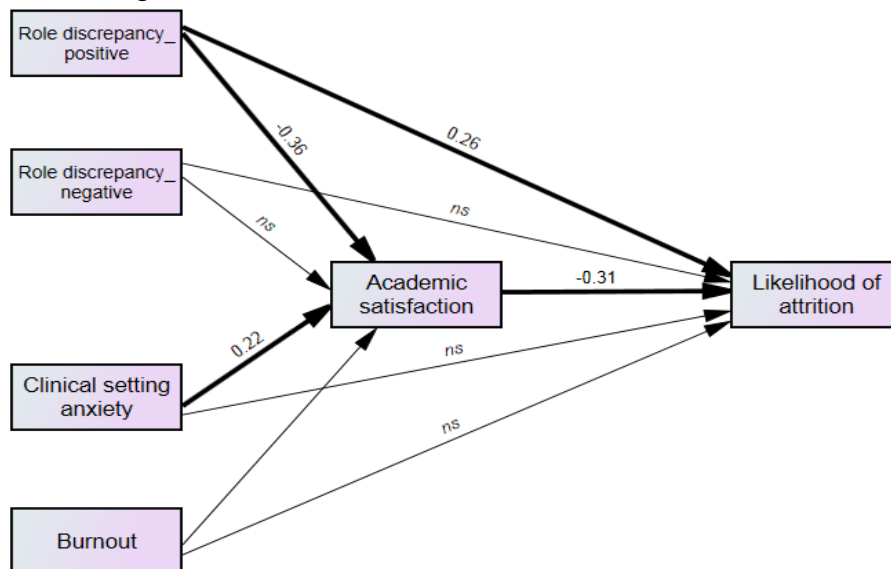 Role discrepancy_
positive
-0.36
0.26
Role discrepancy_
negative
ns
ns
Academic
satisfaction
-0.31
Likelihood of
attrition
0.22
Clinical setting
anxiety
ns
ns
Burnout